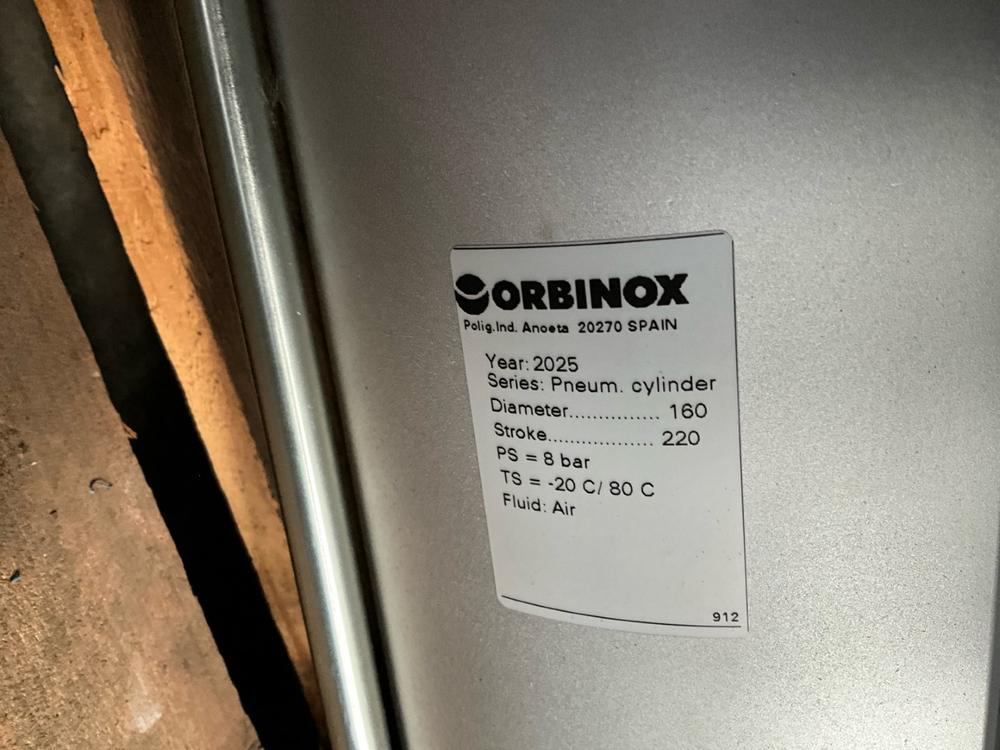 ORBINOX
Polig.Ind. Anoeta 20270 SPAIN
Year: 2025
Series: Pneum. cylinder
Diameter............... 160
Stroke.................. 220
PS = 8 bar
TS = -20 C/ 80 C
Fluid: Air
912